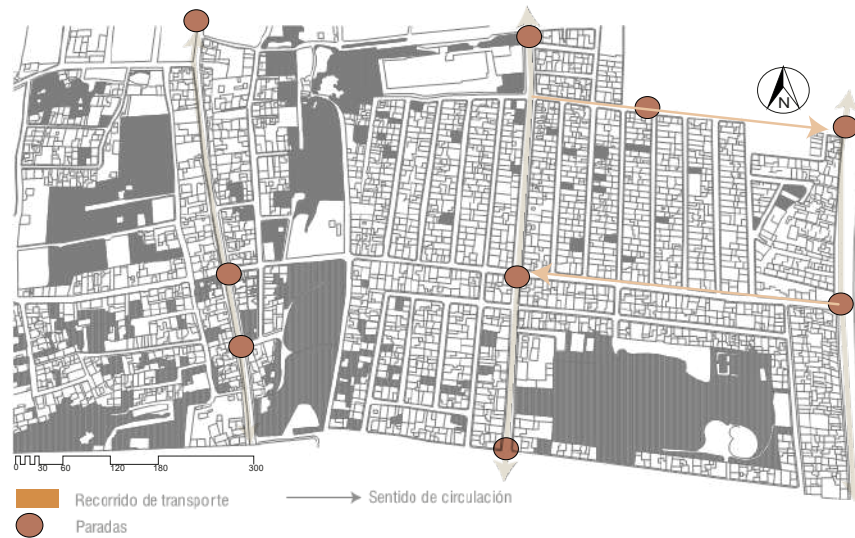 N
0 30 60 120 180 300
Recorrido de transporte
Sentido de circulación
Paradas